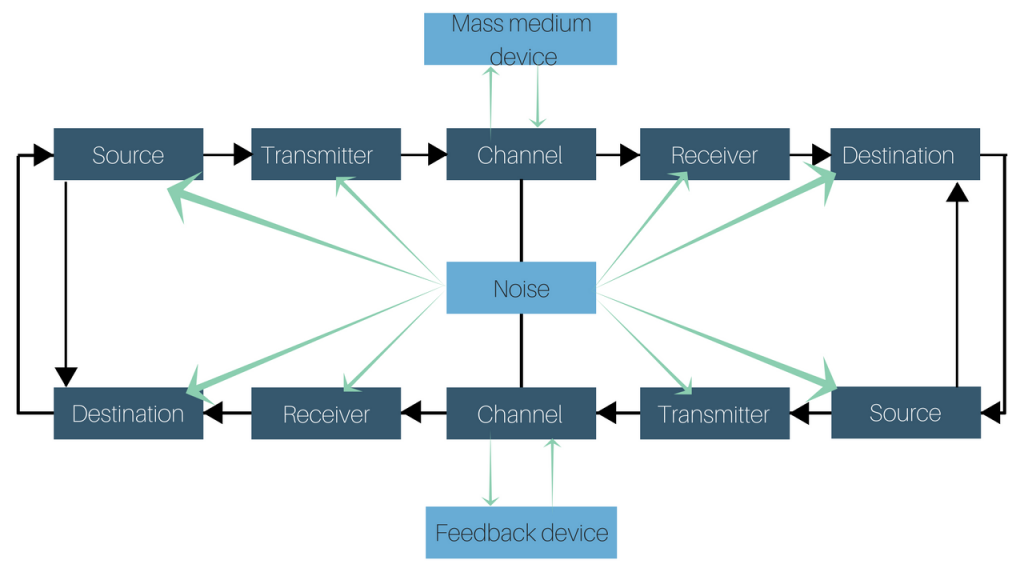 Mass medium
device
Source
Transmitter
Channel
Receiver
Destination
Noise
Destination
Receiver
Channel
Transmitter
Source
Feedback device